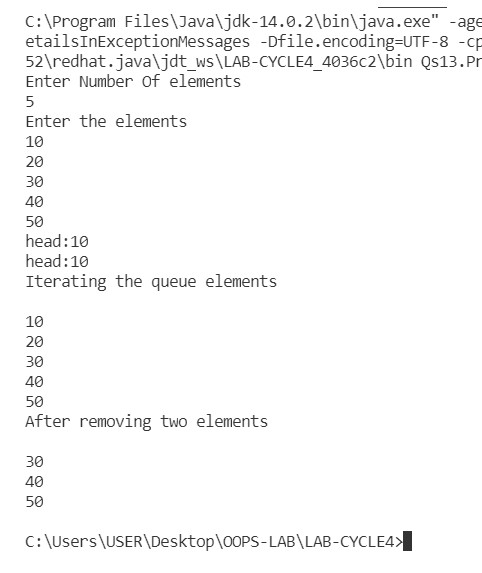 C:\Program Files\Java\jdk-14.0.2\bin\java.exe" -age
etailsInExceptionMessages -Dfile.encoding=UTF-8 -cp
52\redhat.java\jdt_ws\LAB-CYCLE4_4036c2\bin Qs13.Pr
Enter Number Of elements
5
Enter the elements
10
20
30
40
50
head:10
head:10
Iterating the queue elements
10
20
30
40
50
After removing two elements
30
40
50
C:\Users\USER\Desktop\OOPS-LAB\LAB-CYCLE4>